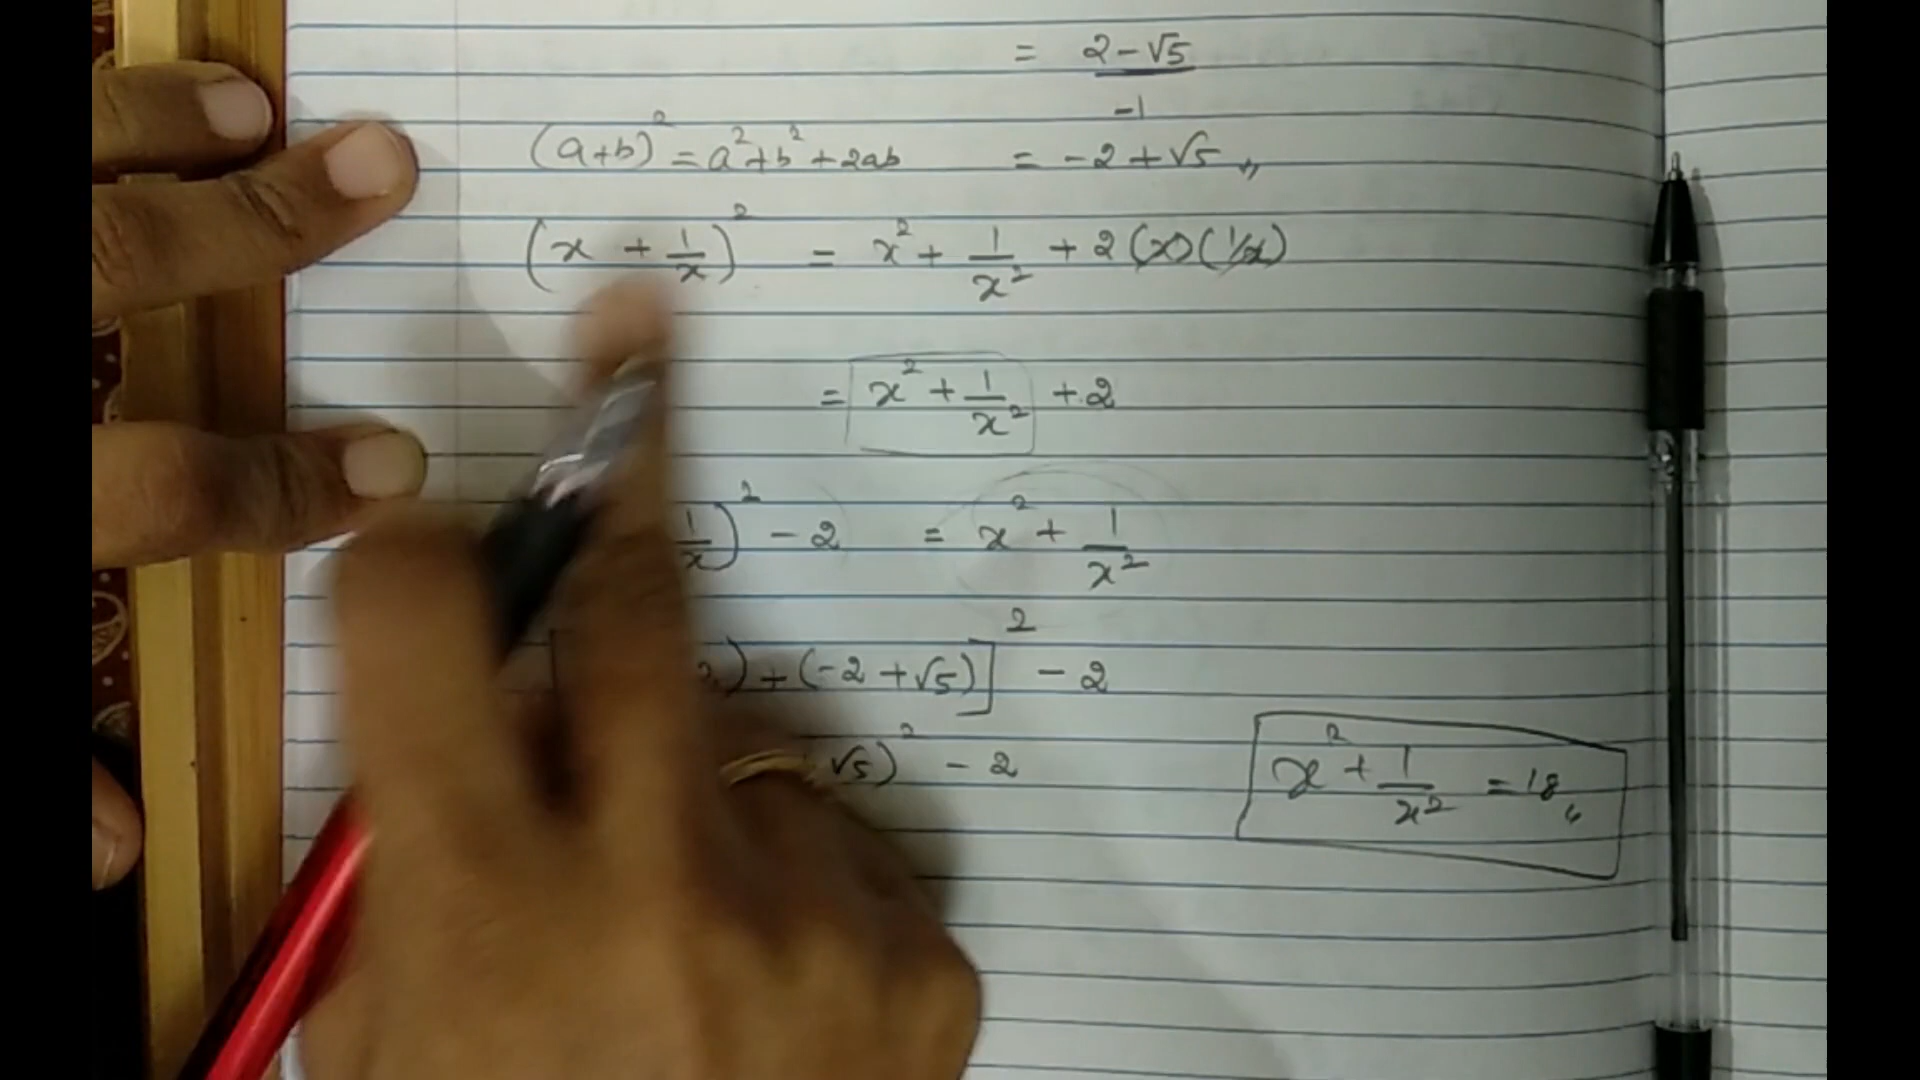 = 2-√5
-1
(a+b)² = a²+b²+2ab
= -2+√5 〃
(x + 1/x)² = x² + 1/x² + 2(x)(1/x)
= x² + 1/x² + 2
1/x)² - 2 = x² + 1/x²
[ ) + (-2+√5)]² - 2
√5)² - 2
x² + 1/x² = 18 〃